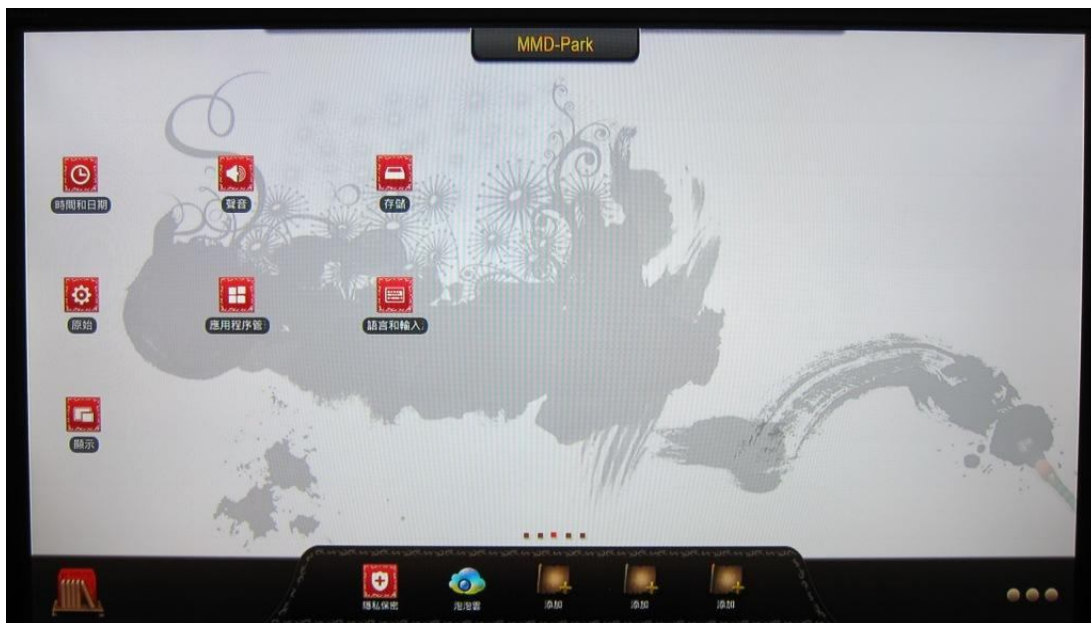 MMD-Park
時間和日期
聲音
存儲
原始
應用程序管
語言和輸入
顯示
隱私保密
泡泡雲
添加
添加
添加